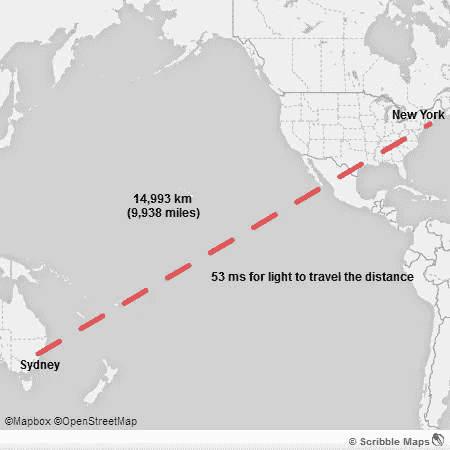 New York
14,993 km
(9,938 miles)
53 ms for light to travel the distance
Sydney
©Mapbox ©OpenStreetMap
© Scribble Maps